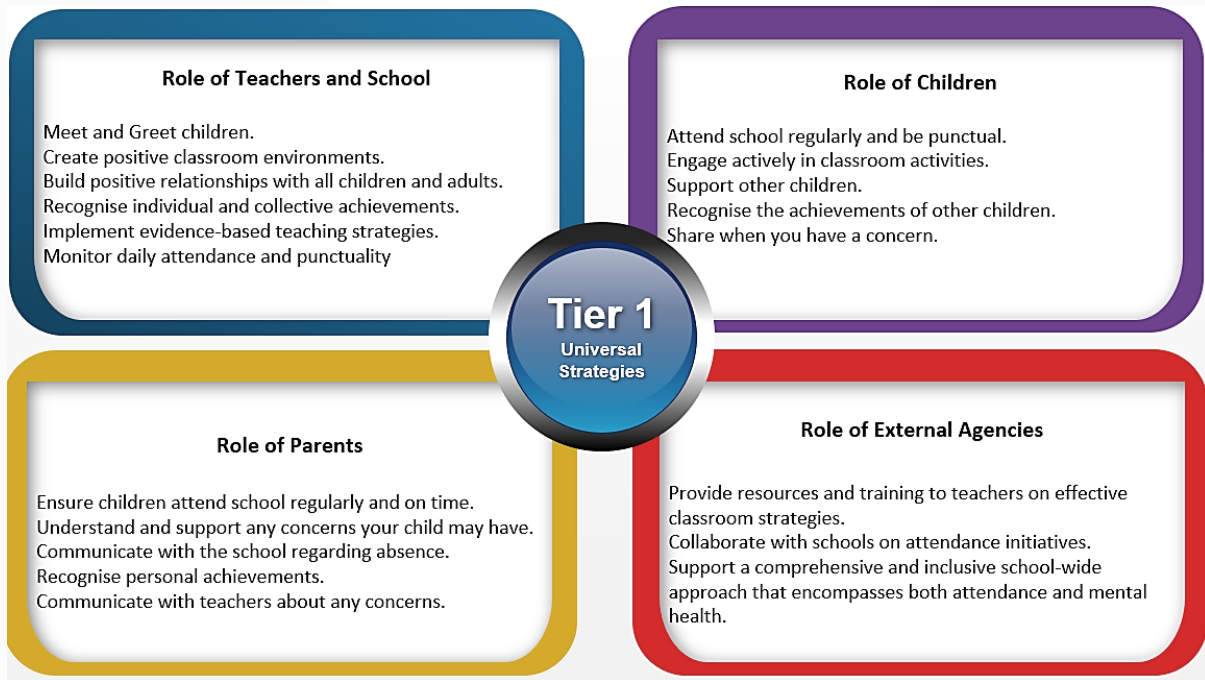 Role of Teachers and School
Meet and Greet children.
Create positive classroom environments.
Build positive relationships with all children and adults.
Recognise individual and collective achievements.
Implement evidence-based teaching strategies.
Monitor daily attendance and punctuality
Role of Children
Attend school regularly and be punctual.
Engage actively in classroom activities.
Support other children.
Recognise the achievements of other children.
Share when you have a concern.
Tier 1
Universal
Strategies
Role of Parents
Ensure children attend school regularly and on time.
Understand and support any concerns your child may have.
Communicate with the school regarding absence.
Recognise personal achievements.
Communicate with teachers about any concerns.
Role of External Agencies
Provide resources and training to teachers on effective
classroom strategies.
Collaborate with schools on attendance initiatives.
Support a comprehensive and inclusive school-wide
approach that encompasses both attendance and mental
health.